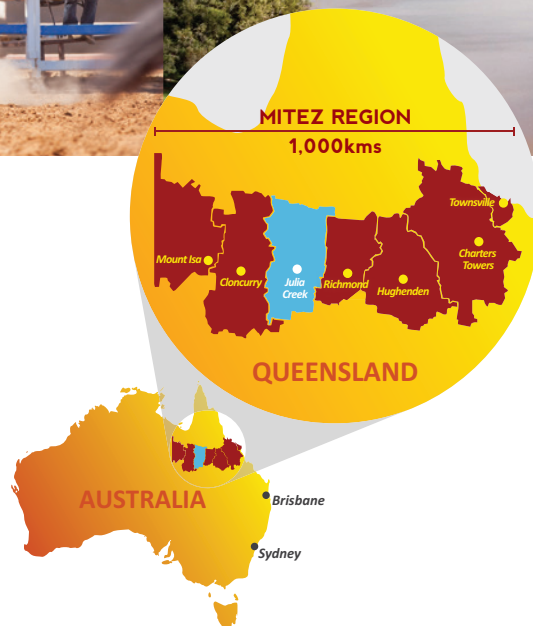 MITEZ REGION
1,000kms
Townsville
Mount Isa
Cloncurry
Julia
Creek
Richmond
Hughenden
Charters
Towers
QUEENSLAND
AUSTRALIA
Brisbane
Sydney